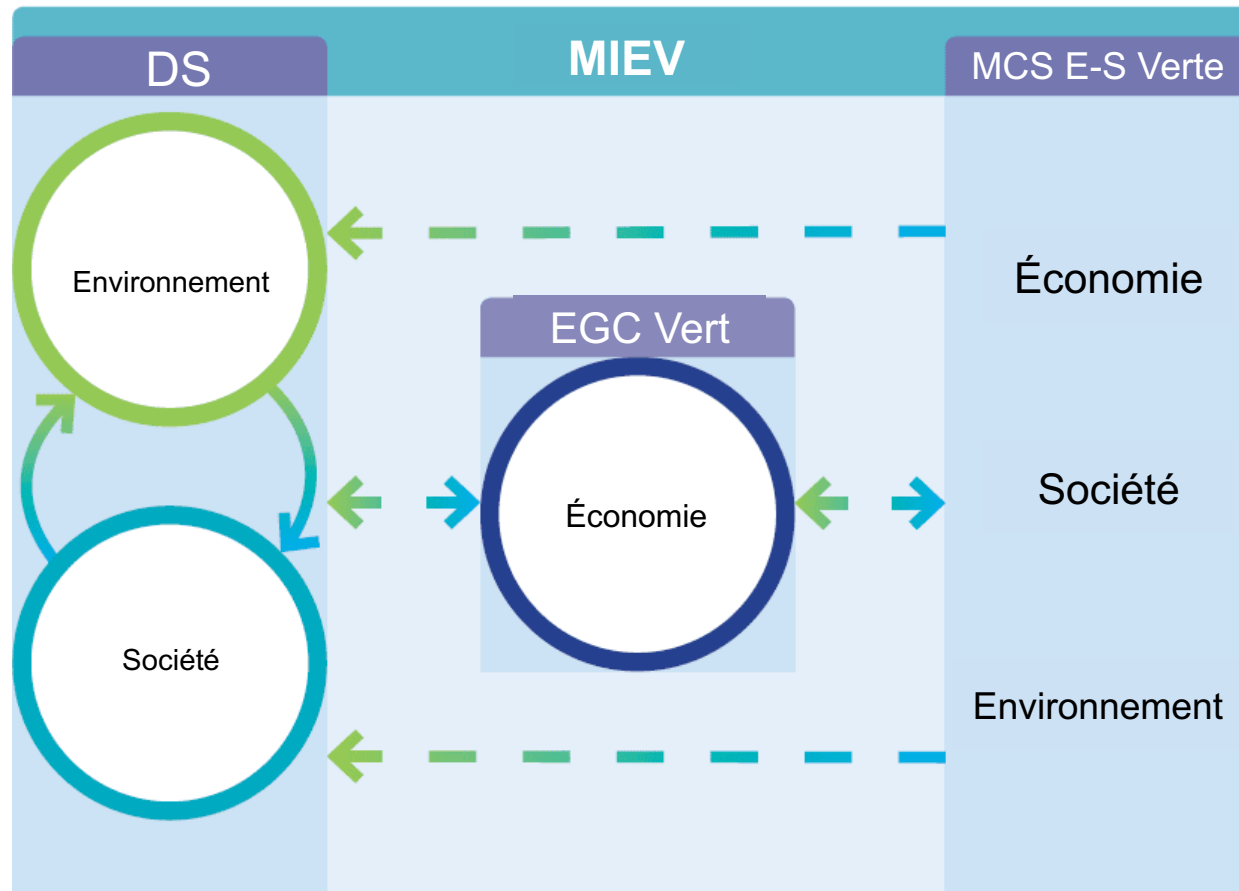 MIEV
DS
MCS E-S Verte
Environnement
Économie
EGC Vert
Économie
Société
Société
Environnement